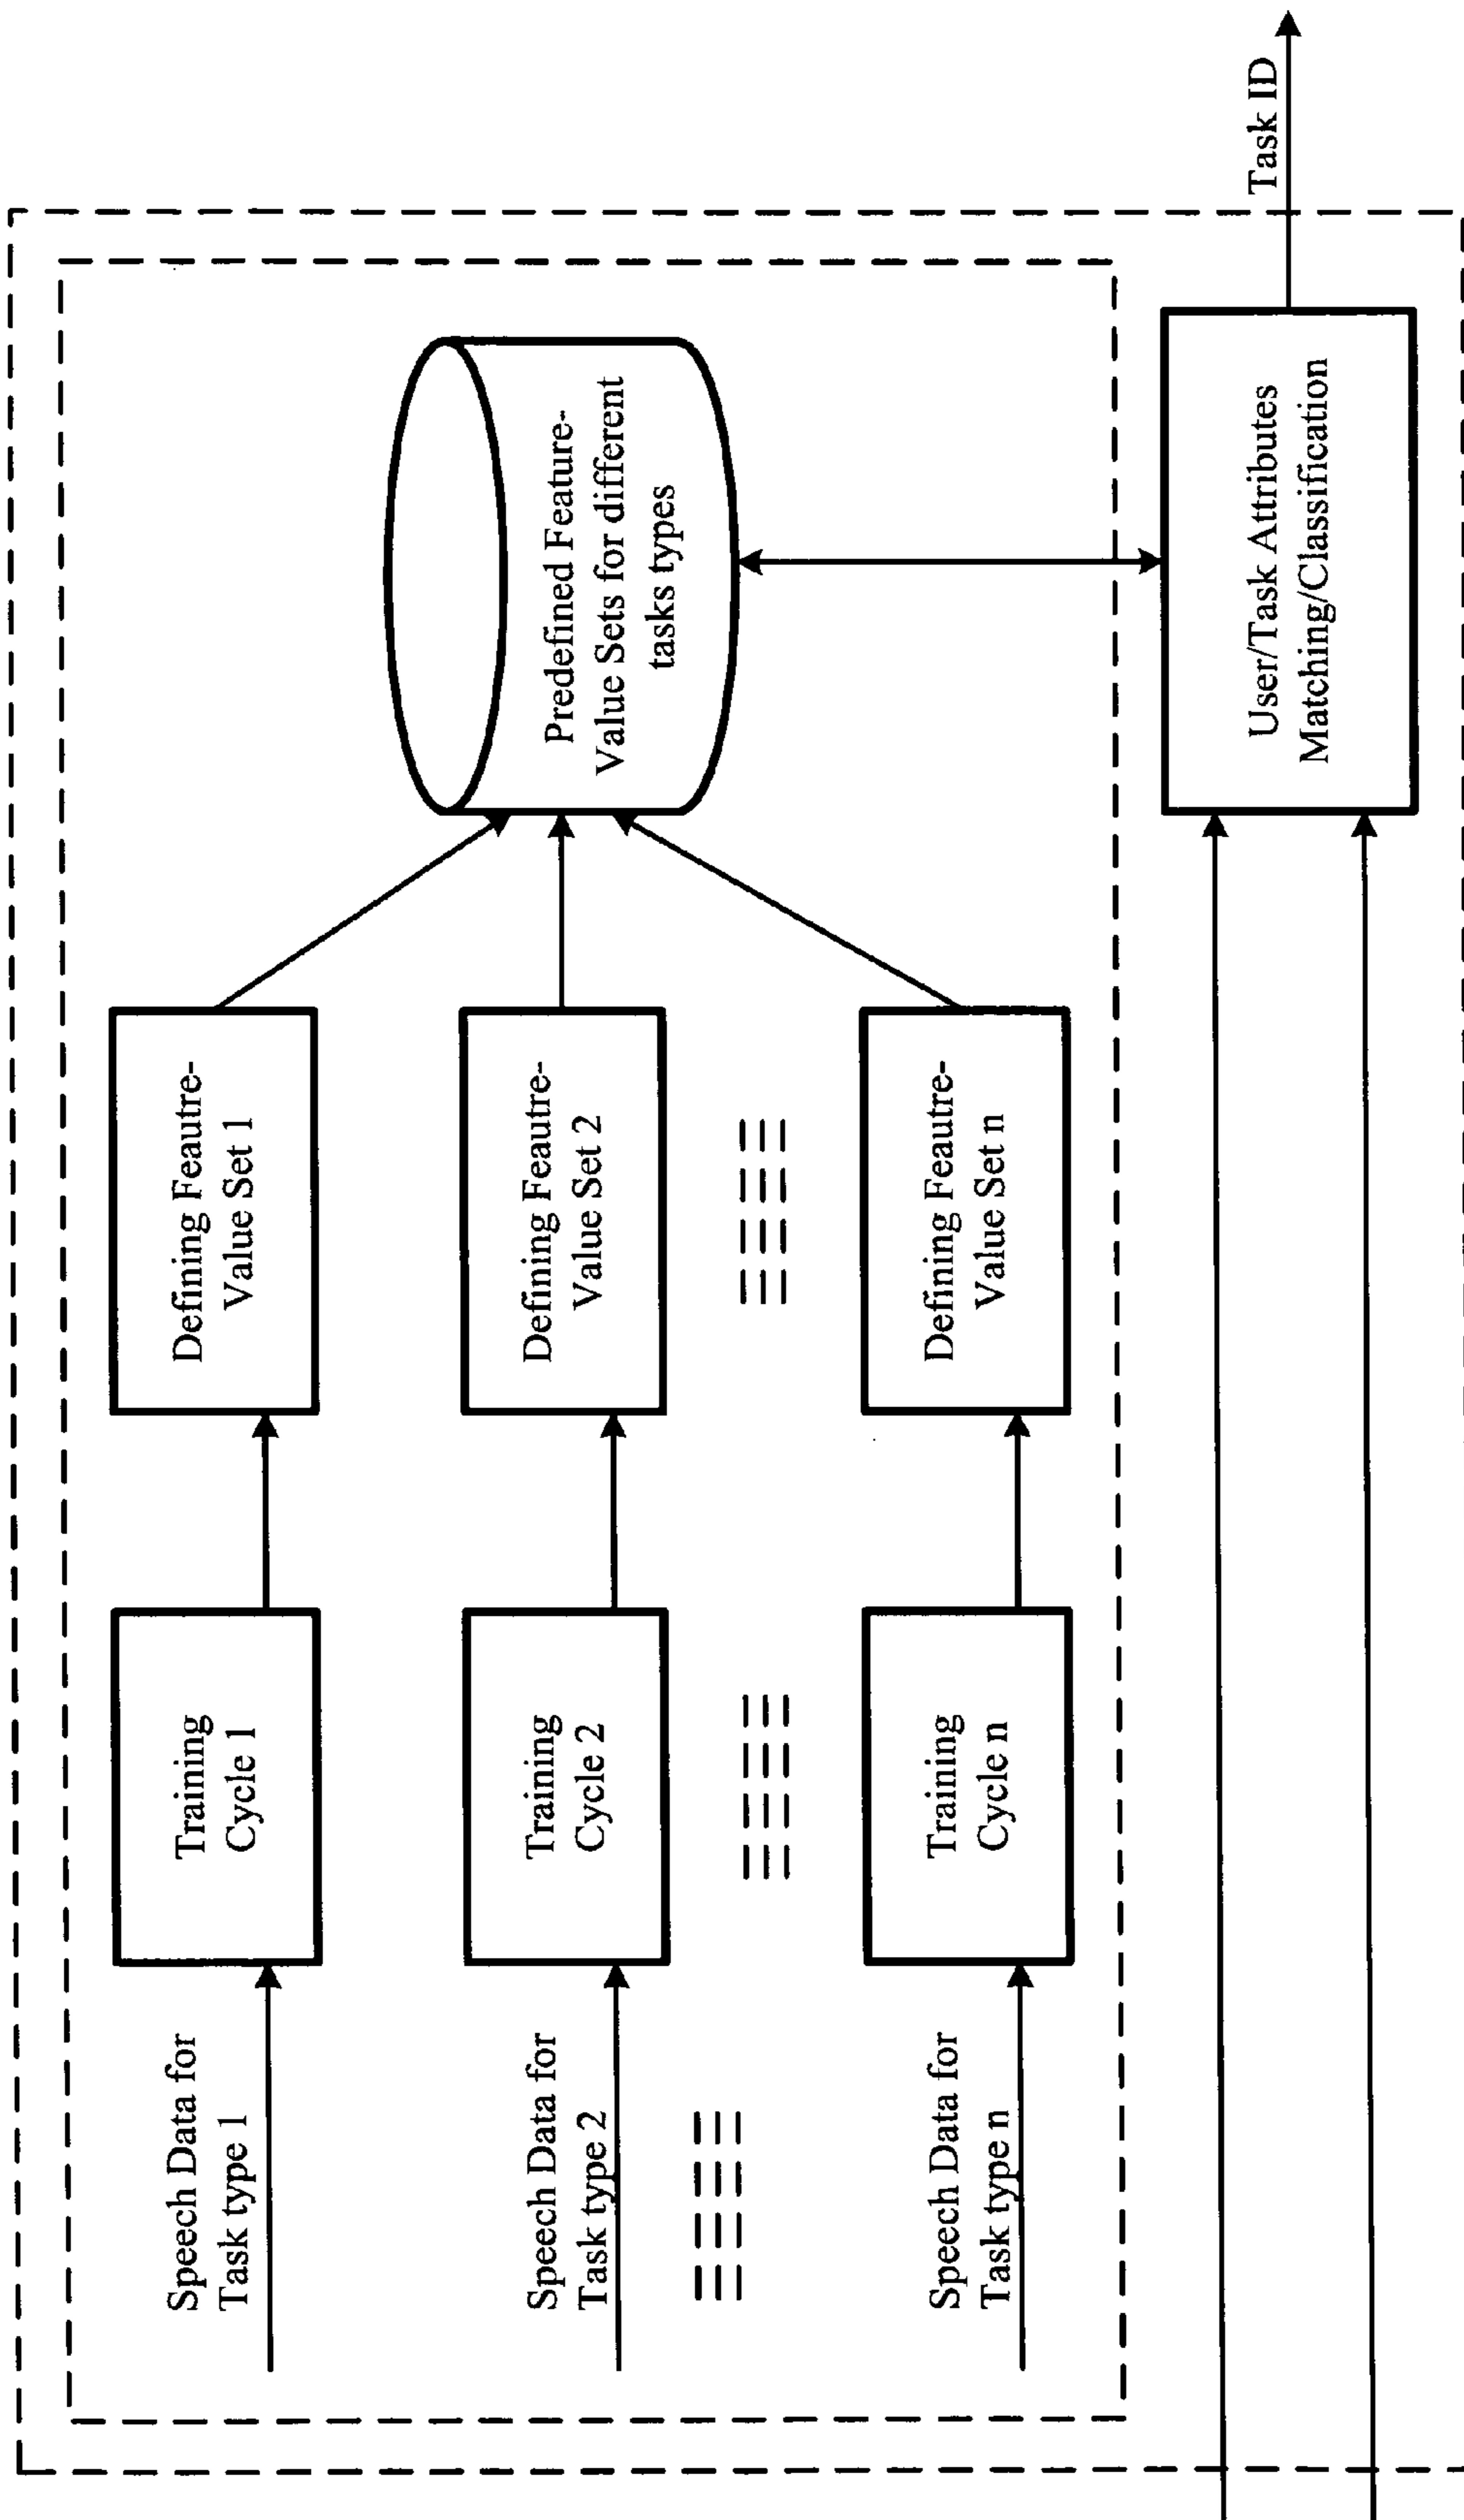 Speech Data for
Task type 1
Training
Cycle 1
Defining Feautre-
Value Set 1
Speech Data for
Task type 2
Training
Cycle 2
Defining Feautre-
Value Set 2
Speech Data for
Task type n
Training
Cycle n
Defining Feautre-
Value Set n
Predefined Feature-
Value Sets for different
tasks types
User/Task Attributes
Matching/Classification
Task ID